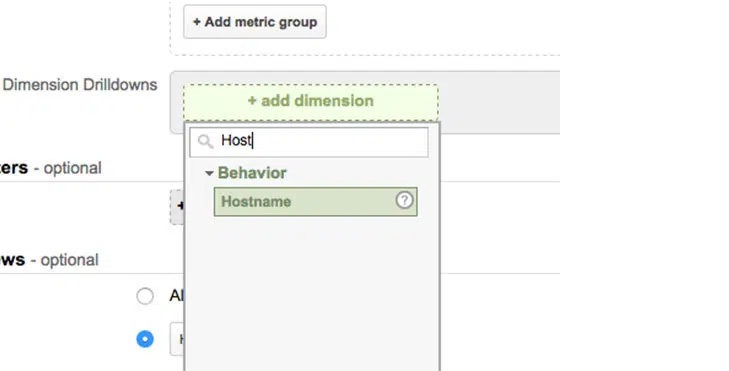 + Add metric group
Dimension Drilldowns
+ add dimension
Host
Behavior
Hostname
?
ters - optional
+
ws - optional
Al
H